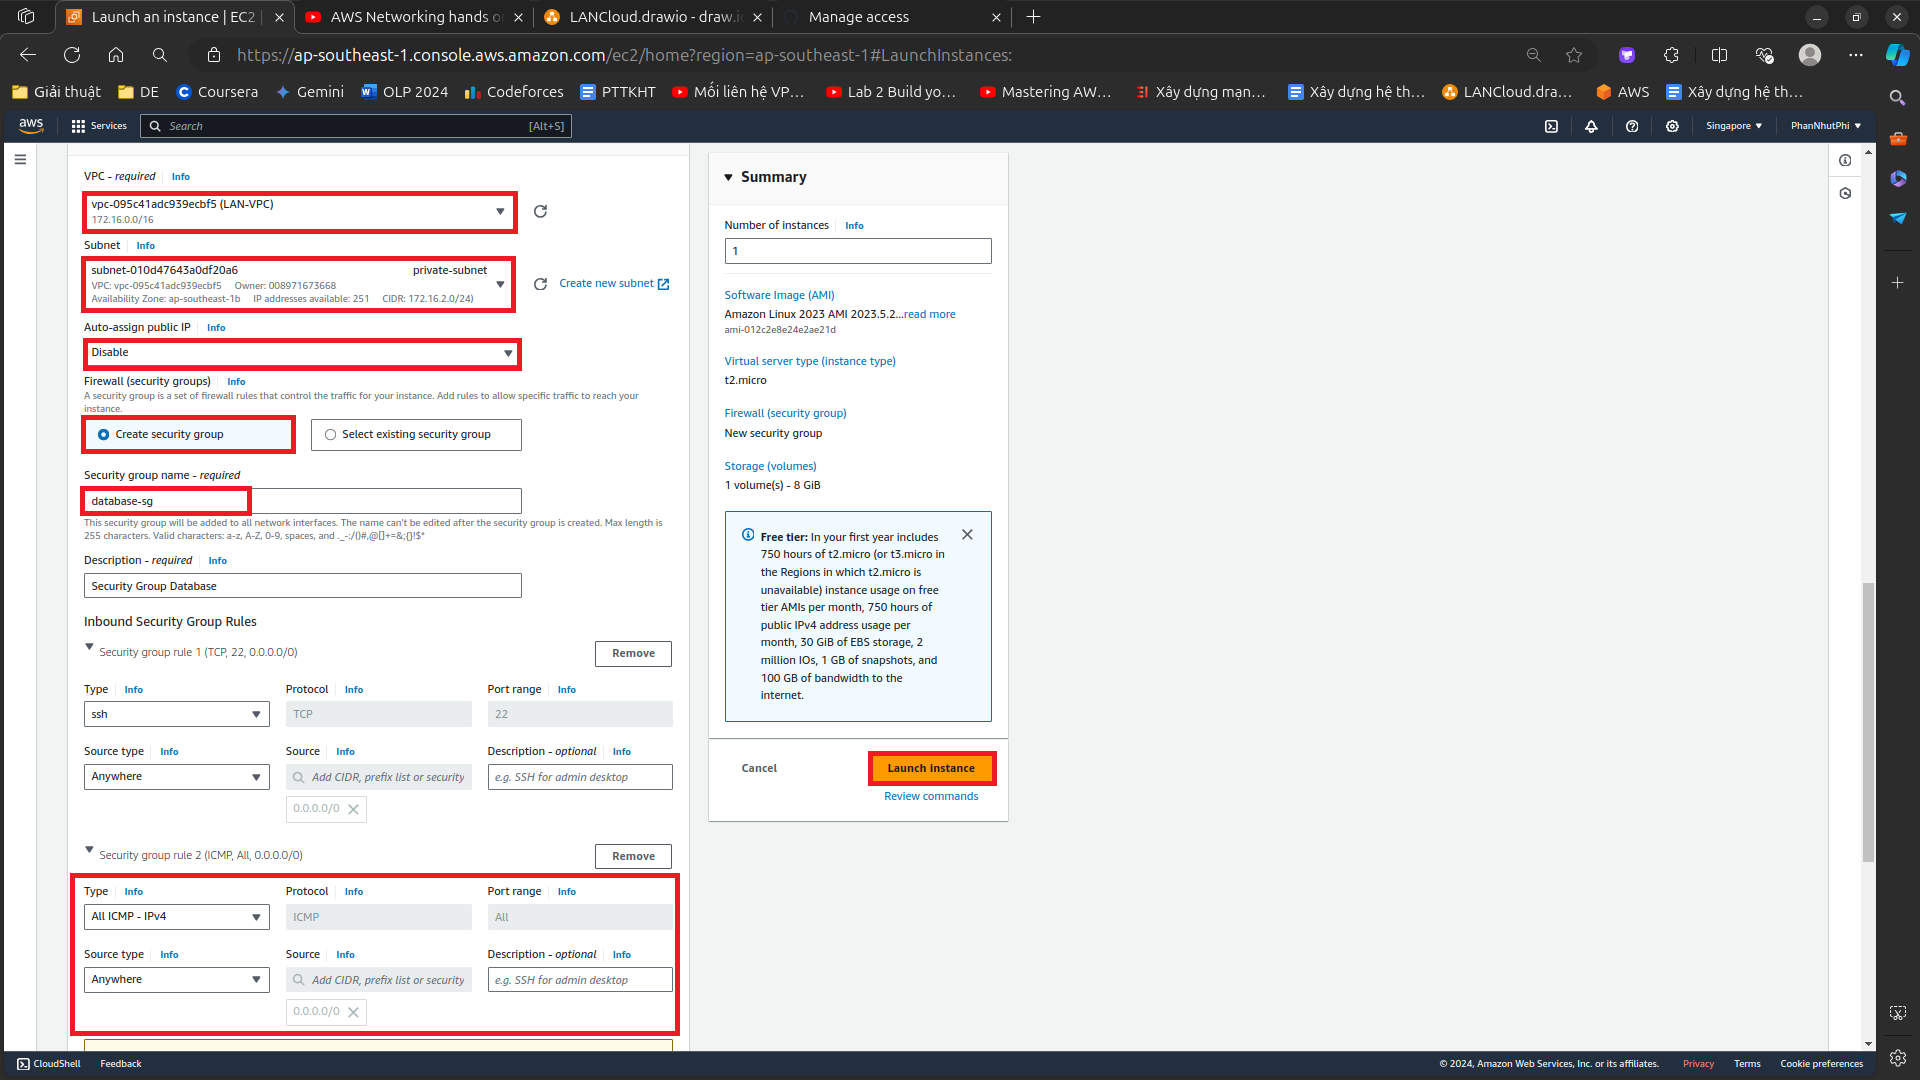 Launch an instance | EC2
AWS Networking hands o
LANCloud.drawio - draw.i
Manage access
https://ap-southeast-1.console.aws.amazon.com/ec2/home?region=ap-southeast-1#LaunchInstances:
Giải thuật
DE
Coursera
Gemini
OLP 2024
Codeforces
PTTKHT
Mối liên hệ VP...
Lab 2 Build yo...
Mastering AW...
Xây dựng mạn...
Xây dựng hệ th...
LANCloud.dra...
AWS
Xây dựng hệ th...
aws
Services
Search
[Alt+S]
Singapore
PhanNhutPhi
VPC - required Info
vpc-095c41adc939ecbf5 (LAN-VPC)
172.16.0.0/16
Subnet Info
subnet-010d47643a0df20a6 private-subnet
VPC: vpc-095c41adc939ecbf5 Owner: 008971673668
Availability Zone: ap-southeast-1b IP addresses available: 251 CIDR: 172.16.2.0/24)
Create new subnet
Auto-assign public IP Info
Disable
Firewall (security groups) Info
A security group is a set of firewall rules that control the traffic for your instance. Add rules to allow specific traffic to reach your
instance.
Create security group
Select existing security group
Security group name - required
database-sg
This security group will be added to all network interfaces. The name can't be edited after the security group is created. Max length is
255 characters. Valid characters: a-z, A-Z, 0-9, spaces, and ._-:/()#,@[]+=&;{}!$*
Description - required Info
Security Group Database
Inbound Security Group Rules
Security group rule 1 (TCP, 22, 0.0.0.0/0)
Remove
Type Info Protocol Info Port range Info
ssh TCP 22
Source type Info Source Info Description - optional Info
Anywhere Add CIDR, prefix list or security e.g. SSH for admin desktop
0.0.0.0/0
Security group rule 2 (ICMP, All, 0.0.0.0/0)
Remove
Type Info Protocol Info Port range Info
All ICMP - IPv4 ICMP All
Source type Info Source Info Description - optional Info
Anywhere Add CIDR, prefix list or security e.g. SSH for admin desktop
0.0.0.0/0
Summary
Number of instances Info
1
Software Image (AMI)
Amazon Linux 2023 AMI 2023.5.2...read more
ami-012c2e8e24e2ae21d
Virtual server type (instance type)
t2.micro
Firewall (security group)
New security group
Storage (volumes)
1 volume(s) - 8 GiB
Free tier: In your first year includes
750 hours of t2.micro (or t3.micro in
the Regions in which t2.micro is
unavailable) instance usage on free
tier AMIs per month, 750 hours of
public IPv4 address usage per
month, 30 GiB of EBS storage, 2
million IOs, 1 GB of snapshots, and
100 GB of bandwidth to the
internet.
Cancel
Launch instance
Review commands
CloudShell
Feedback
© 2024, Amazon Web Services, Inc. or its affiliates.
Privacy
Terms
Cookie preferences